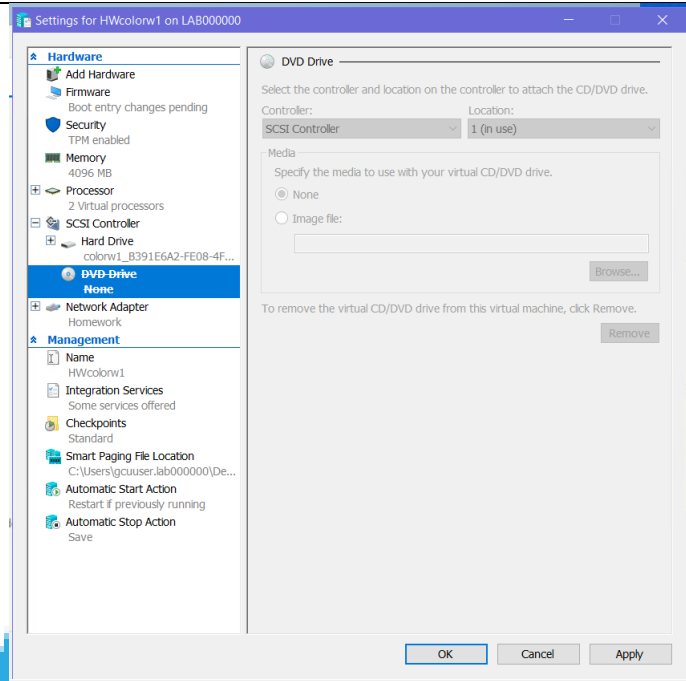 Settings for HWcolorw1 on LAB000000
Hardware
Add Hardware
Firmware
Boot entry changes pending
Security
TPM enabled
Memory
4096 MB
Processor
2 Virtual processors
SCSI Controller
Hard Drive
colorw1_B391E6A2-FE08-4F...
DVD Drive
None
Network Adapter
Homework
Management
Name
HWcolorw1
Integration Services
Some services offered
Checkpoints
Standard
Smart Paging File Location
C:\Users\gcuuser.lab000000\De...
Automatic Start Action
Restart if previously running
Automatic Stop Action
Save
DVD Drive
Select the controller and location on the controller to attach the CD/DVD drive.
Controller: Location:
SCSI Controller 1 (in use)
Media
Specify the media to use with your virtual CD/DVD drive.
None
Image file:
Browse...
To remove the virtual CD/DVD drive from this virtual machine, click Remove.
Remove
OK Cancel Apply